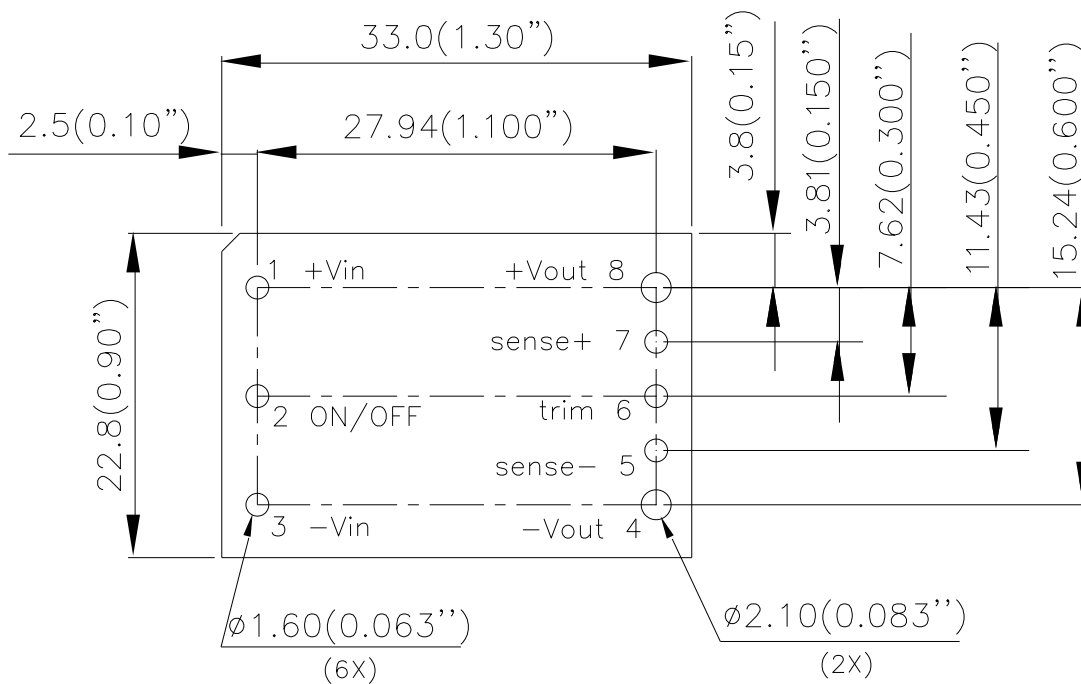 33.0(1.30”)
2.5(0.10”)
27.94(1.100”)
3.8(0.15”)
3.81(0.150”)
7.62(0.300”)
11.43(0.450”)
15.24(0.600”)
22.8(0.90”)
1 +Vin
+Vout 8
sense+ 7
2 ON/OFF
trim 6
sense− 5
3 −Vin
−Vout 4
ø1.60(0.063’’)
(6X)
ø2.10(0.083’’)
(2X)